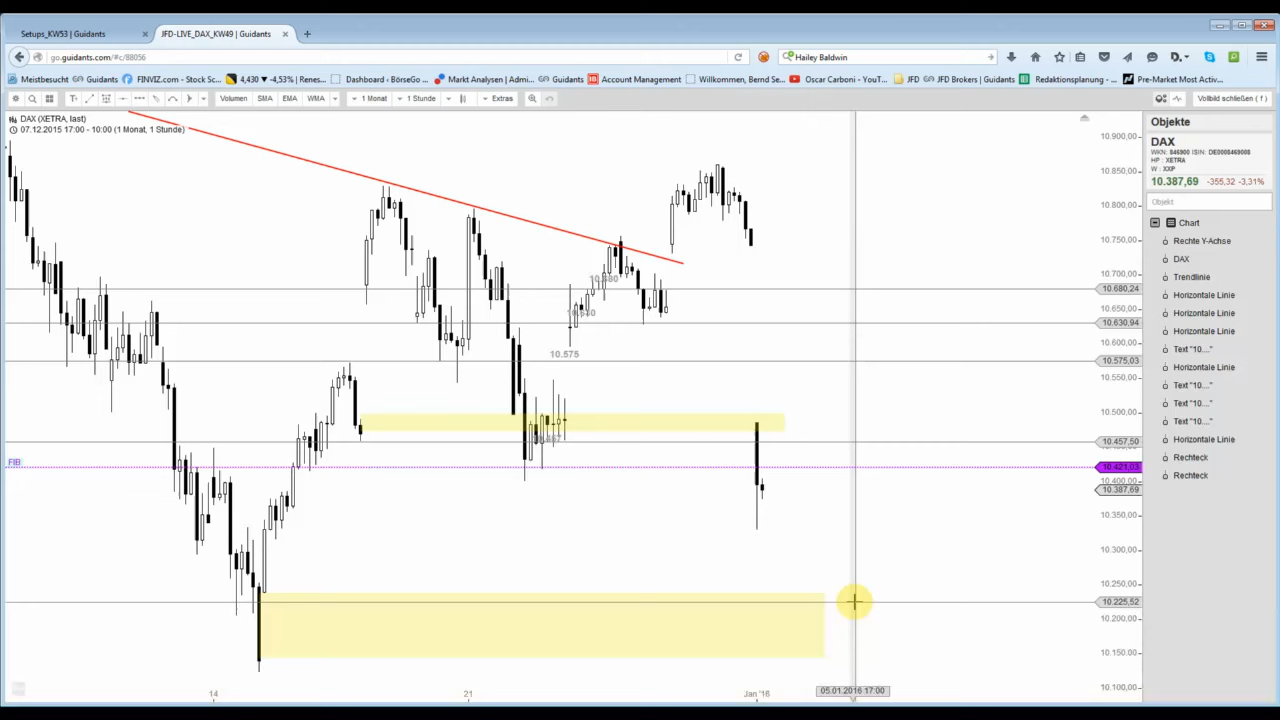 Setups_KW53 | Guidants
JFD-LIVE_DAX_KW49 | Guidants
go.guidants.com/#c/88056
Hailey Baldwin
Meistbesucht
Guidants
FINVIZ.com - Stock Sc...
4,430 ▼ -4,53% | Renes...
Dashboard ‹ BörseGo ...
Markt Analysen | Admi...
Guidants
Account Management
Willkommen, Bernd Se...
Oscar Carboni - YouT...
JFD ‹ JFD Brokers | Guidants
Redaktionsplanung - ...
Pre-Market Most Activ...
Volumen
SMA
EMA
WMA
1 Monat
1 Stunde
Extras
Vollbild schließen ( f )
DAX (XETRA, last)
07.12.2015 17:00 - 10:00 (1 Monat, 1 Stunde)
10.900,00
10.850,00
10.800,00
10.750,00
10.700,00
10.680,24
10.650,00
10.630,94
10.600,00
10.575,03
10.550,00
10.500,00
10.457,50
10.421,03
10.400,00
10.387,69
10.350,00
10.300,00
10.250,00
10.225,52
10.200,00
10.150,00
10.100,00
10.575
FIB
14
21
Jan '16
05.01.2016 17:00
Objekte
DAX
WKN: 846900 ISIN: DE0008469008
HP : XETRA
W : XXP
10.387,69 -355,32 -3,31%
Objekt
Chart
Rechte Y-Achse
DAX
Trendlinie
Horizontale Linie
Horizontale Linie
Horizontale Linie
Text "10...."
Horizontale Linie
Text "10...."
Text "10...."
Text "10...."
Horizontale Linie
Rechteck
Rechteck